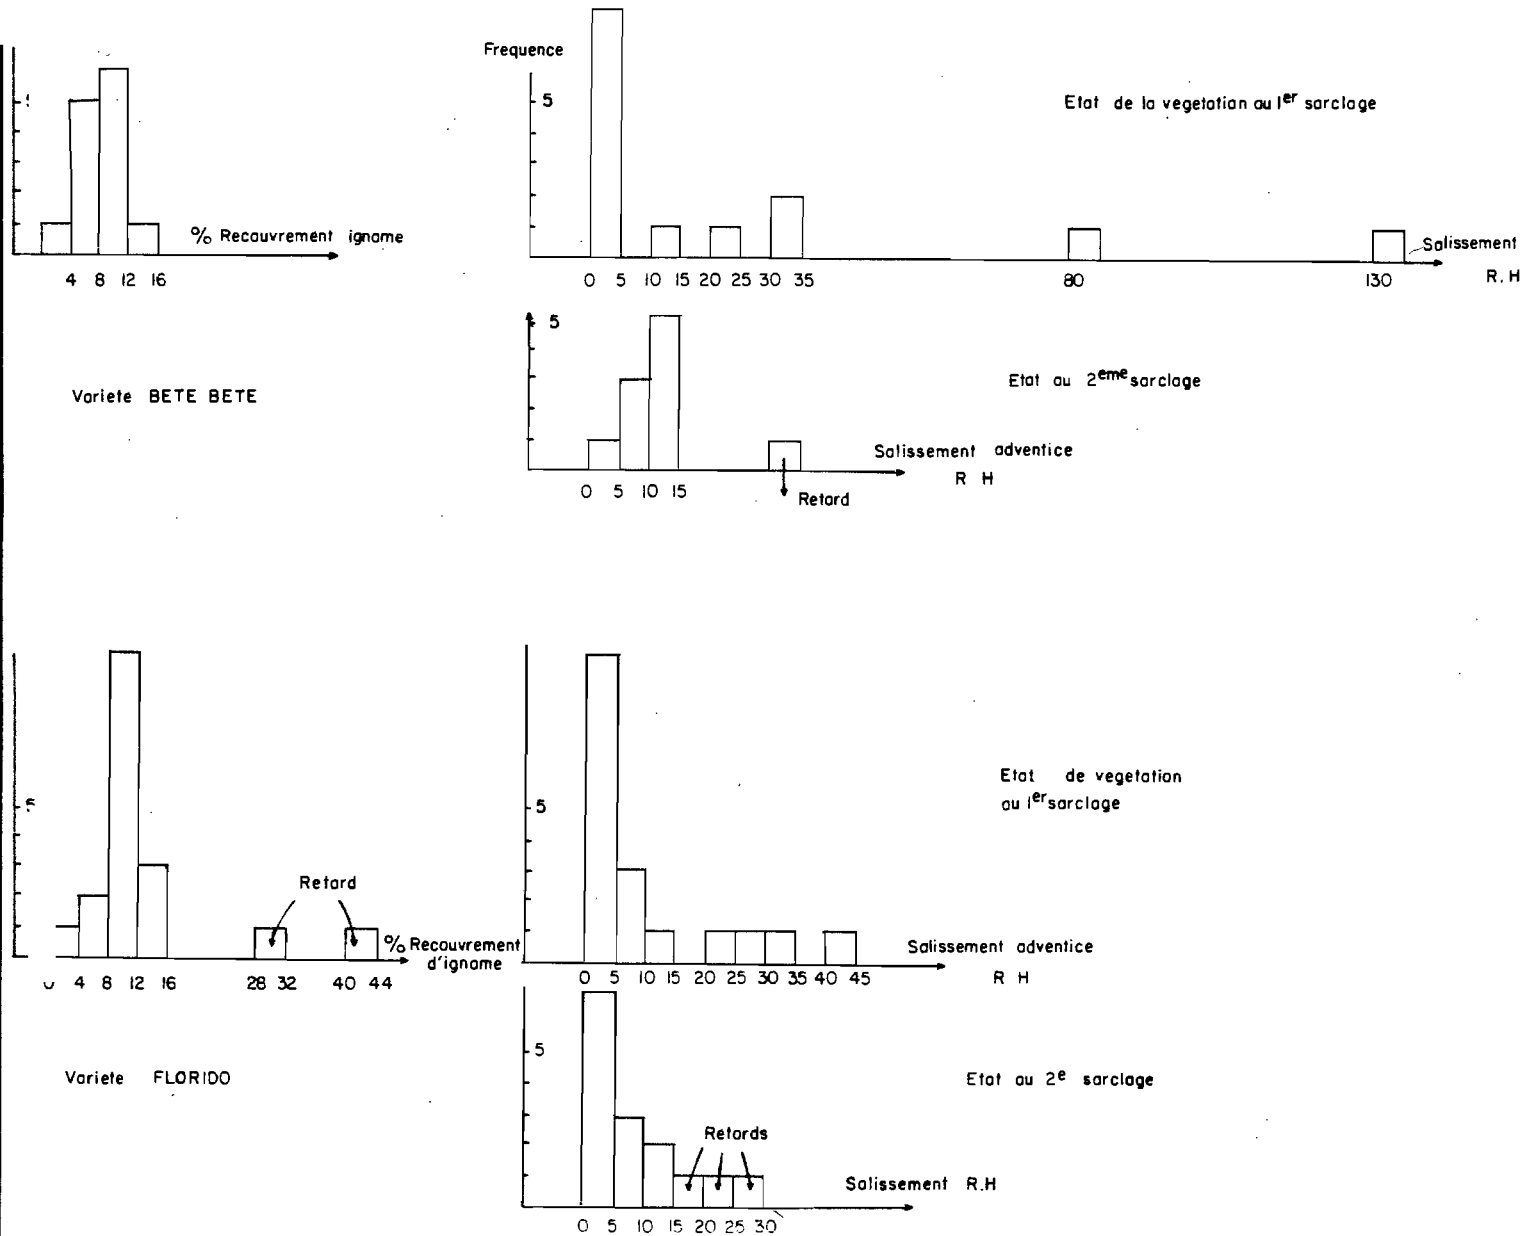 Frequence
5
Etat de la vegetation au 1er sarclage
% Recouvrement igname
4 8 12 16
Salissement
R.H
0 5 10 15 20 25 30 35 80 130
5
Etat au 2eme sarclage
Variete BETE BETE
Salissement adventice
R H
0 5 10 15
Retard
5
Etat de vegetation
au 1er sarclage
Retard
% Recouvrement
d'igname
4 8 12 16 28 32 40 44
Salissement adventice
R H
0 5 10 15 20 25 30 35 40 45
5
Variete FLORIDO
Etat au 2e sarclage
Retards
Salissement R.H
0 5 10 15 20 25 30